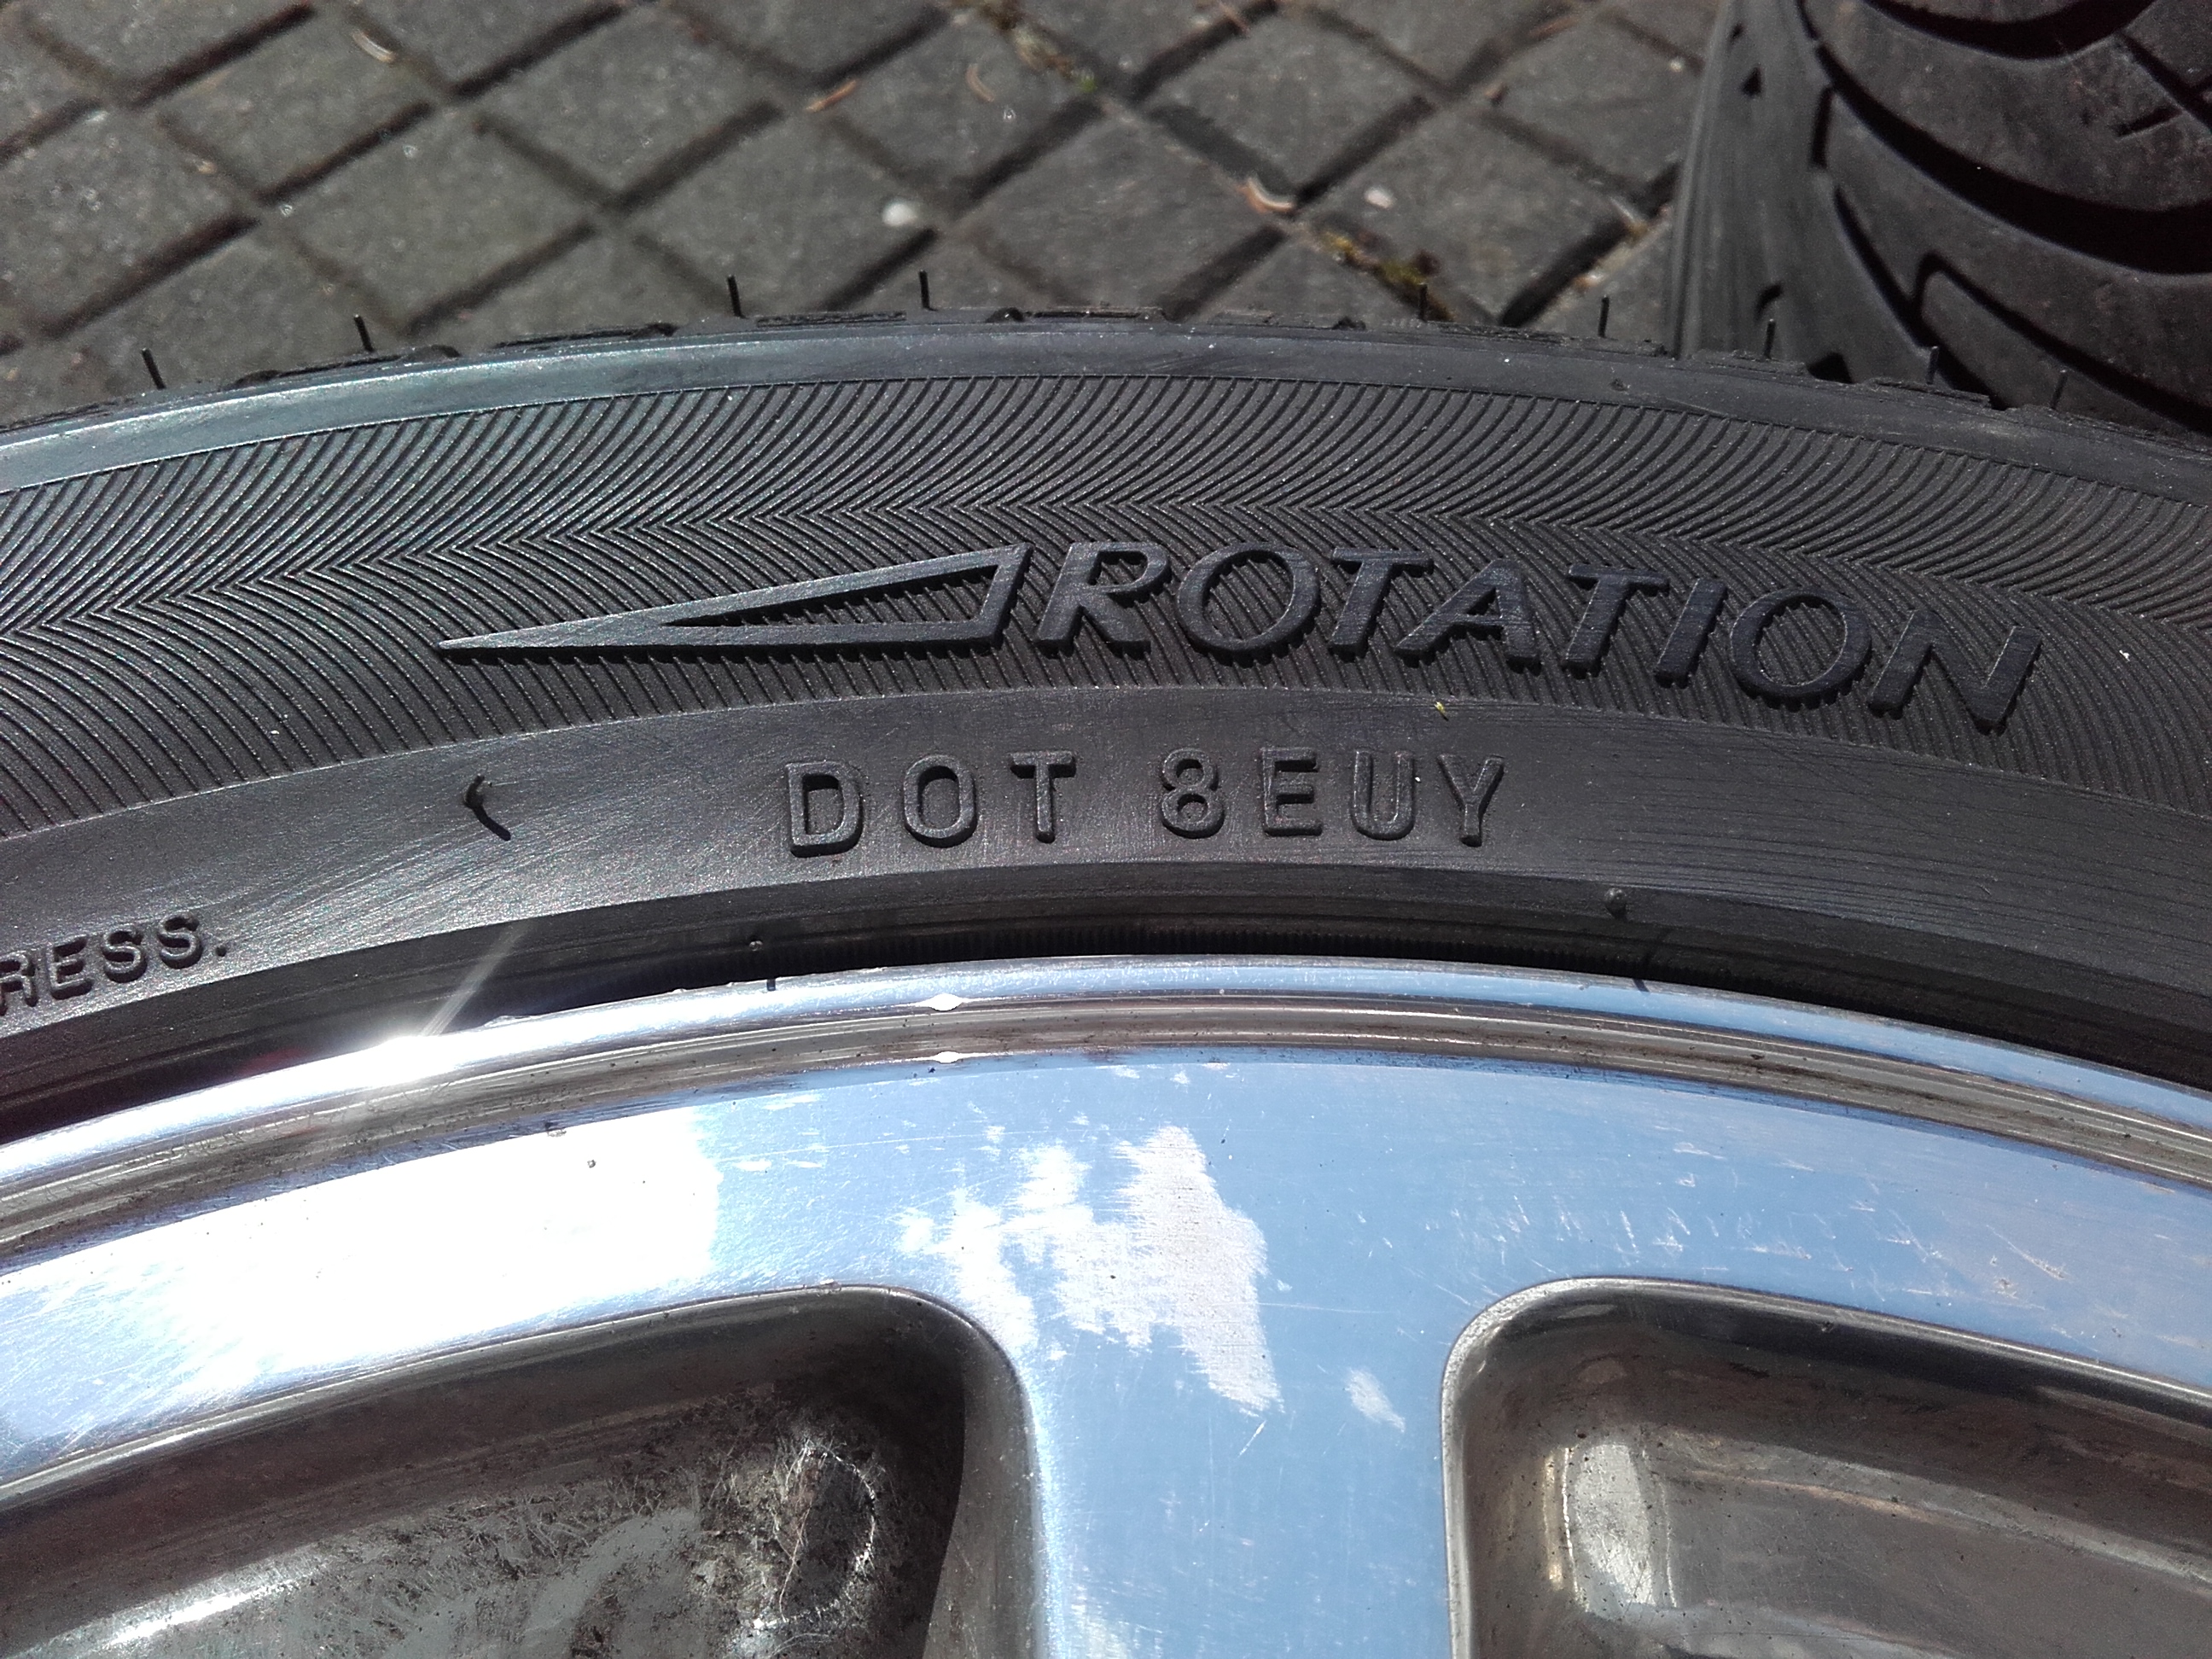 ROTATION
DOT 8EUY
RESS.